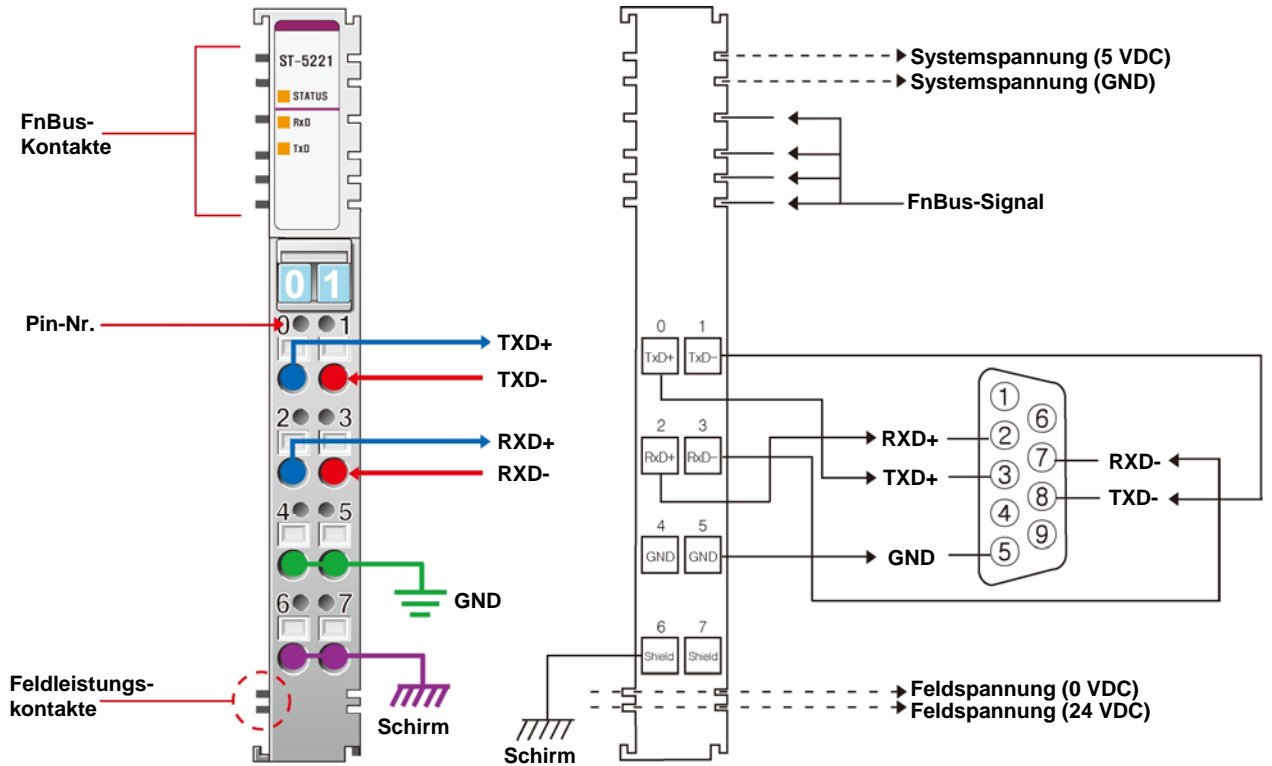 ST-5221
STATUS
RxD
TxD
FnBus-
Kontakte
01
Pin-Nr.
0 1
TXD+
TXD-
2 3
RXD+
RXD-
4 5
GND
6 7
Feldleistungs-
kontakte
Schirm
Systemspannung (5 VDC)
Systemspannung (GND)
FnBus-Signal
0 1
TxD+ TxD-
2 3
RxD+ RxD-
4 5
GND GND
6 7
Shield Shield
Schirm
RXD+
TXD+
GND
1
2
3
4
5
6
7
8
9
RXD-
TXD-
Feldspannung (0 VDC)
Feldspannung (24 VDC)